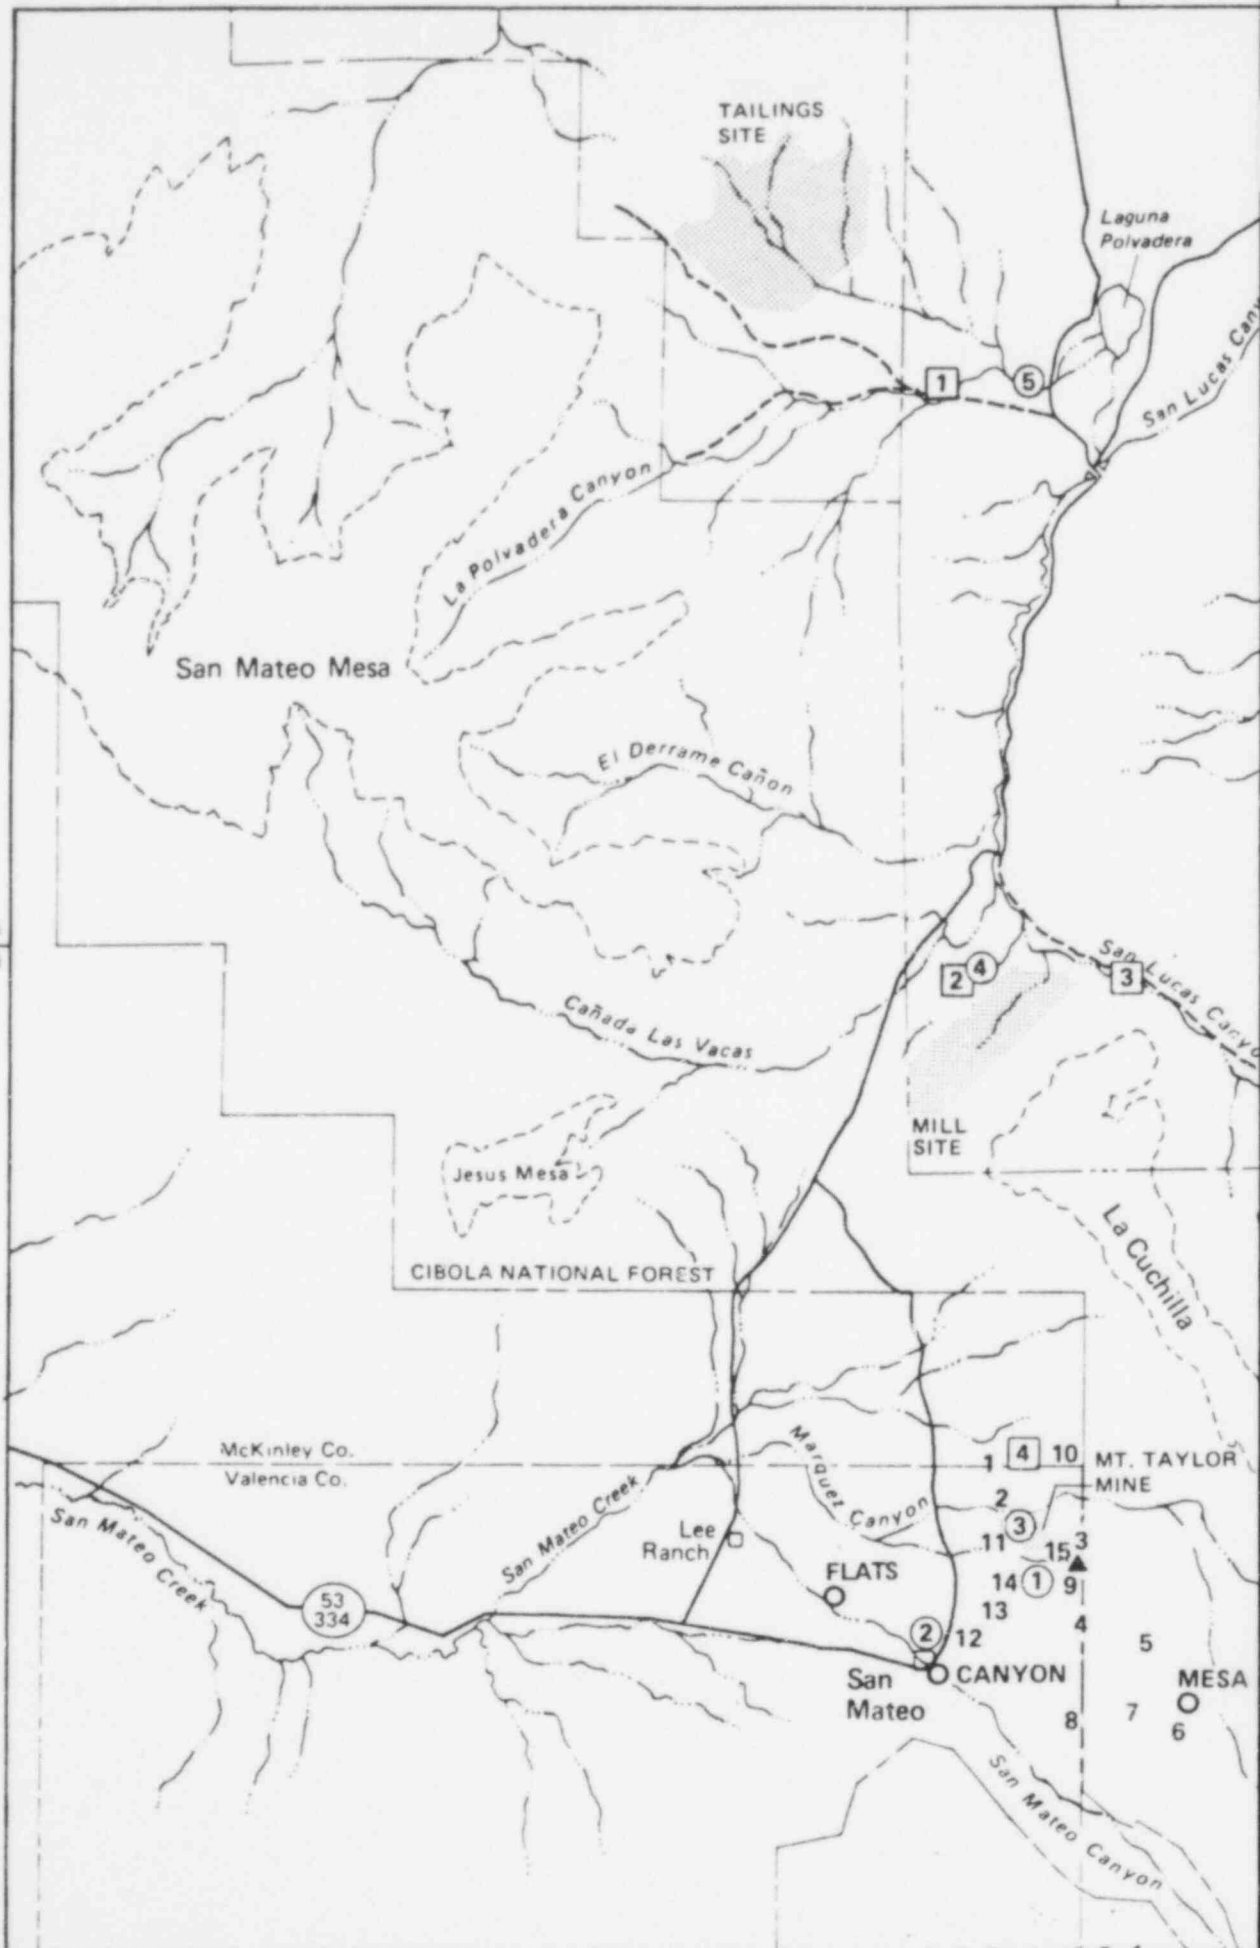 TAILINGS
SITE
Laguna
Polvadera
1
5
San Lucas
La Polvadera Canyon
San Mateo Mesa
El Derrame Cañon
San Lucas
2
4
3
Cañada Las Vacas
MILL
SITE
Jesus Mesa
La Cuchilla
CIBOLA NATIONAL FOREST
McKinley Co.
Valencia Co.
Marquez Canyon
1
4
10
MT. TAYLOR
MINE
2
San Mateo Creek
San Mateo Creek
Lee
Ranch
3
11
3
15
FLATS
14
1
9
53
334
13
4
2
12
5
CANYON
San
Mateo
MESA
8
7
6
San Mateo Canyon